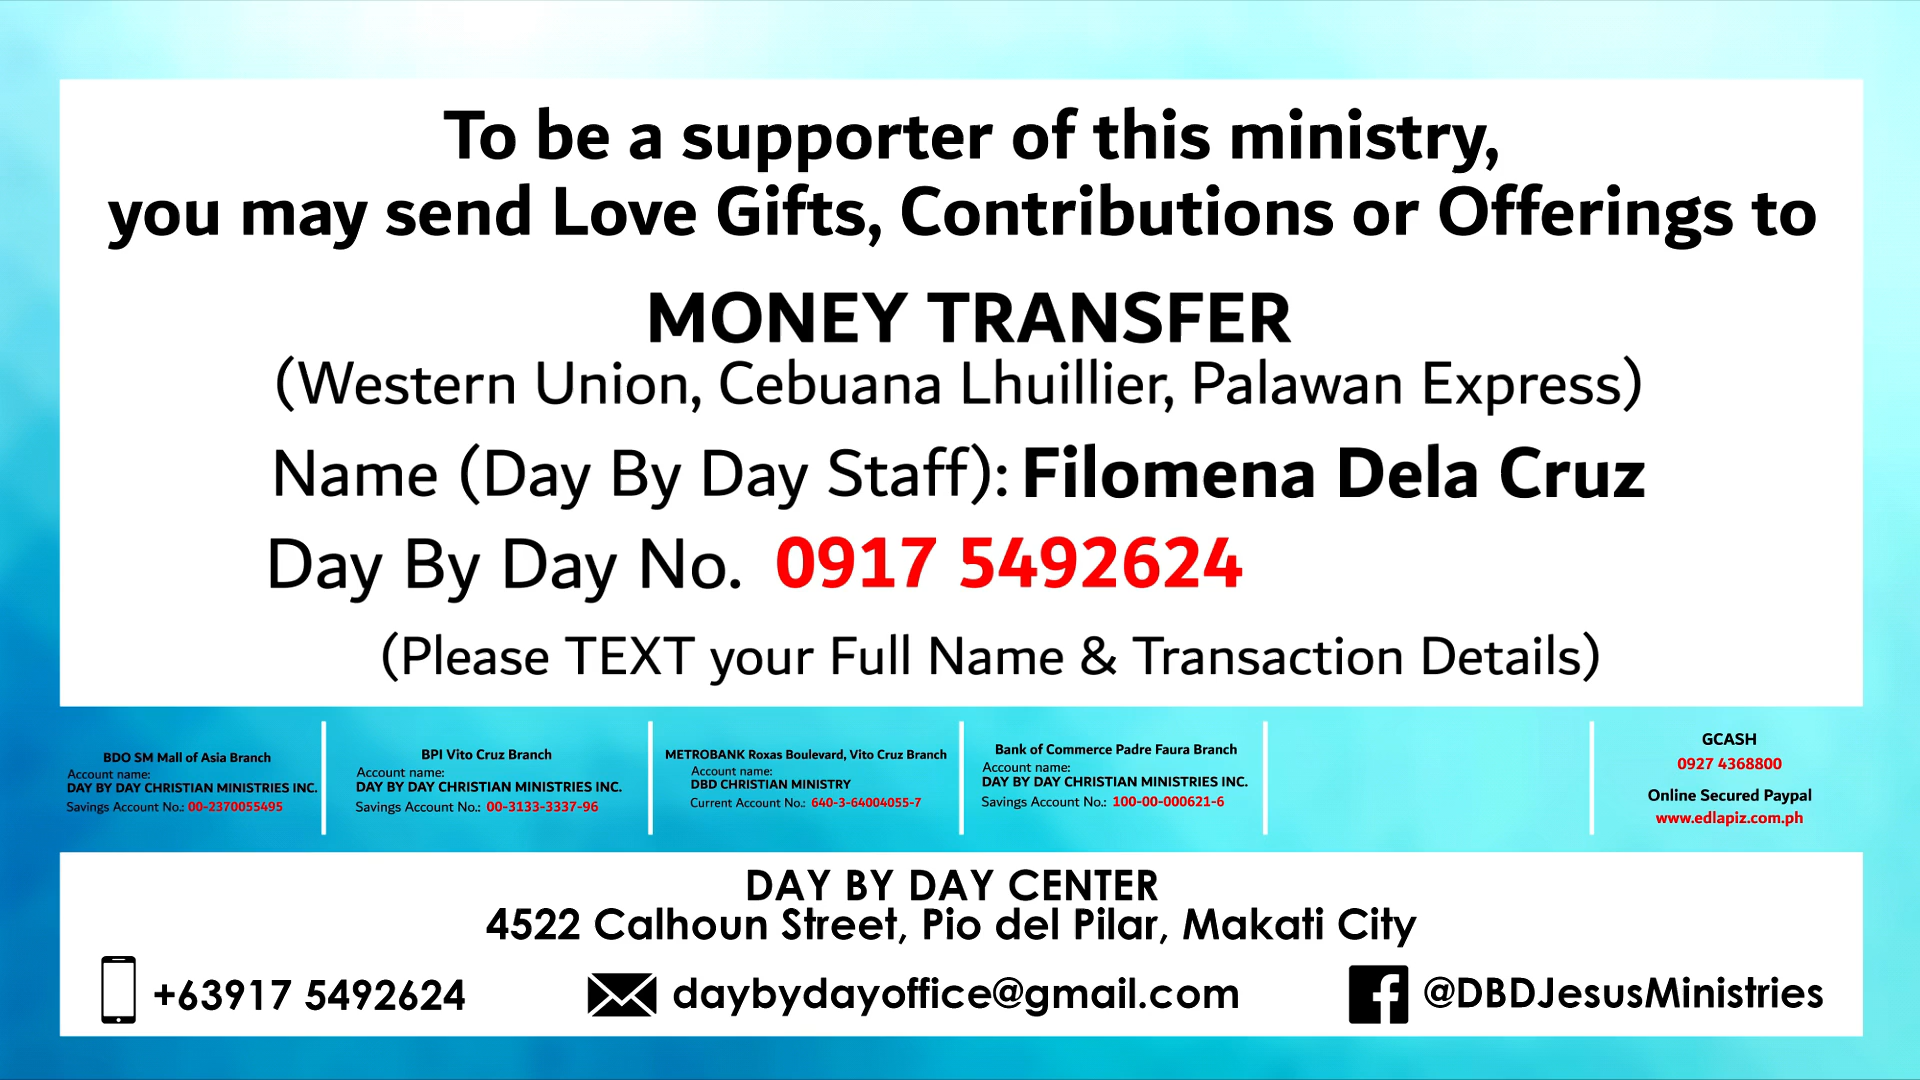 To be a supporter of this ministry,
you may send Love Gifts, Contributions or Offerings to
MONEY TRANSFER
(Western Union, Cebuana Lhuillier, Palawan Express)
Name (Day By Day Staff): Filomena Dela Cruz
Day By Day No. 0917 5492624
(Please TEXT your Full Name & Transaction Details)
BDO SM Mall of Asia Branch
Account name:
DAY BY DAY CHRISTIAN MINISTRIES INC.
Savings Account No.: 00-2370055495
BPI Vito Cruz Branch
Account name:
DAY BY DAY CHRISTIAN MINISTRIES INC.
Savings Account No.: 00-3133-3337-96
METROBANK Roxas Boulevard, Vito Cruz Branch
Account name:
DBD CHRISTIAN MINISTRY
Current Account No.: 640-3-64004055-7
Bank of Commerce Padre Faura Branch
Account name:
DAY BY DAY CHRISTIAN MINISTRIES INC.
Savings Account No.: 100-00-000621-6
GCASH
0927 4368800
Online Secured Paypal
www.edlapiz.com.ph
DAY BY DAY CENTER
4522 Calhoun Street, Pio del Pilar, Makati City
+63917 5492624
daybydayoffice@gmail.com
@DBDJesusMinistries